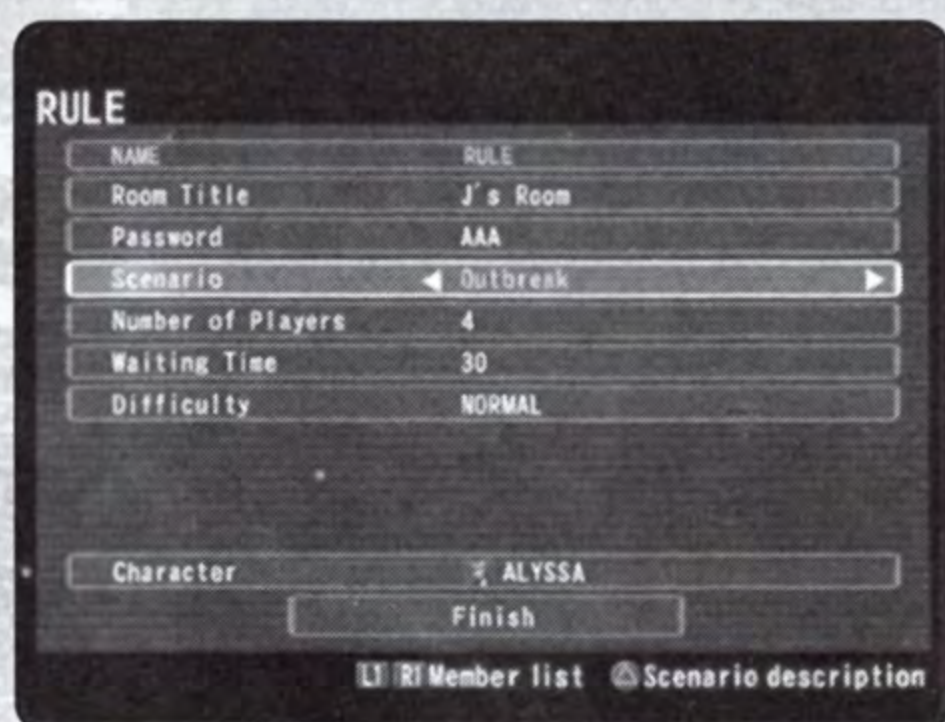 RULE
NAME RULE
Room Title J's Room
Password AAA
Scenario ◀ Outbreak ▶
Number of Players 4
Waiting Time 30
Difficulty NORMAL
Character ALYSSA
Finish
L1 R1 Member list △ Scenario description